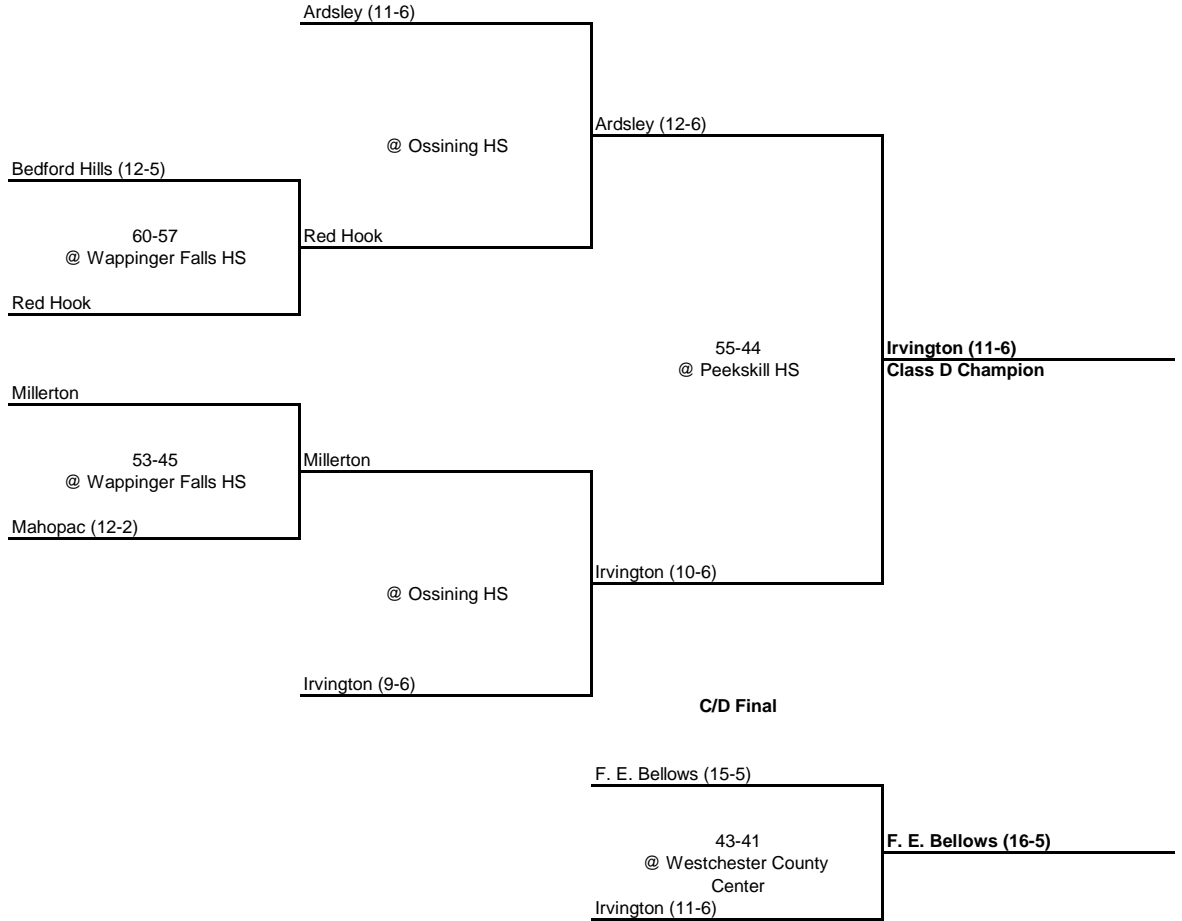 Ardsley (11-6)
Ardsley (12-6)
@ Ossining HS
Bedford Hills (12-5)
60-57
@ Wappinger Falls HS
Red Hook
Red Hook
55-44
@ Peekskill HS
Irvington (11-6)
Class D Champion
Millerton
53-45
@ Wappinger Falls HS
Millerton
Mahopac (12-2)
Irvington (10-6)
@ Ossining HS
Irvington (9-6)
C/D Final
F. E. Bellows (15-5)
43-41
@ Westchester County
Center
F. E. Bellows (16-5)
Irvington (11-6)